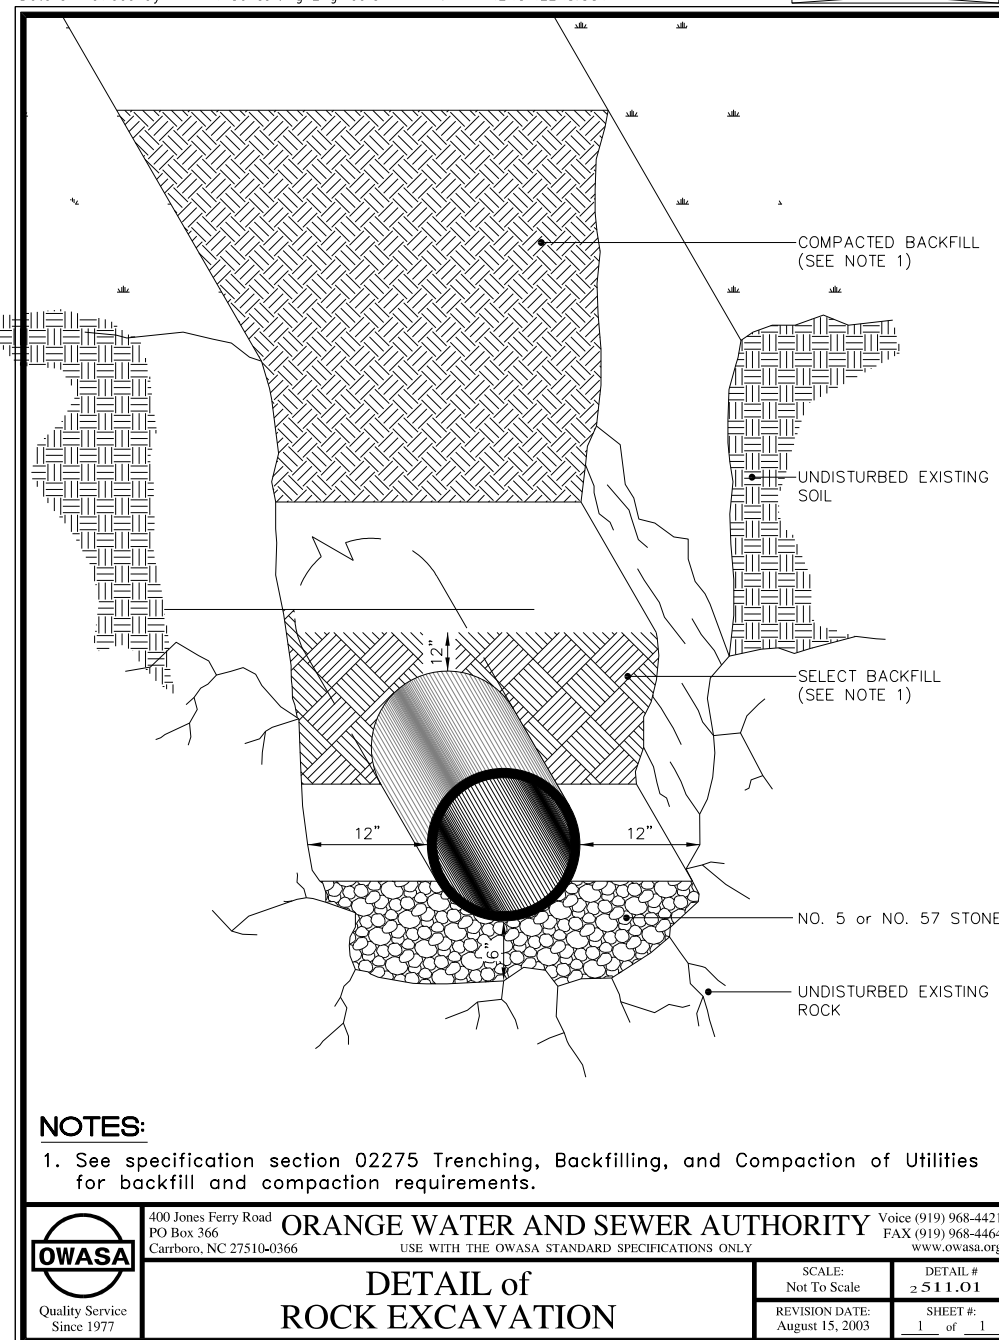 COMPACTED BACKFILL
(SEE NOTE 1)
UNDISTURBED EXISTING
SOIL
12"
SELECT BACKFILL
(SEE NOTE 1)
12"
12"
NO. 5 or NO. 57 STONE
6"
UNDISTURBED EXISTING
ROCK
NOTES:
1. See specification section 02275 Trenching, Backfilling, and Compaction of Utilities
for backfill and compaction requirements.
OWASA
Quality Service
Since 1977
400 Jones Ferry Road
PO Box 366
Carrboro, NC 27510-0366
ORANGE WATER AND SEWER AUTHORITY
USE WITH THE OWASA STANDARD SPECIFICATIONS ONLY
Voice (919) 968-4421
FAX (919) 968-4464
www.owasa.org
DETAIL of
ROCK EXCAVATION
SCALE:
Not To Scale
DETAIL #
2 511.01
REVISION DATE:
August 15, 2003
SHEET #:
1 of 1